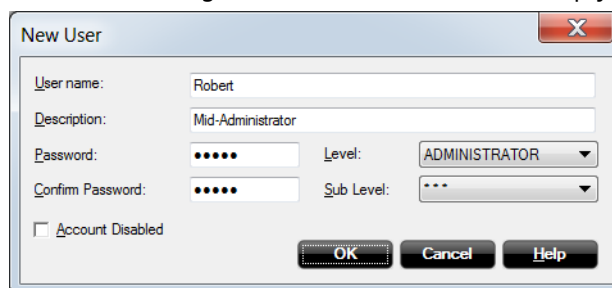 New User
X
User name: Robert
Description: Mid-Administrator
Password: ●●●●● Level: ADMINISTRATOR
Confirm Password: ●●●●● Sub Level: ***
Account Disabled
OK Cancel Help